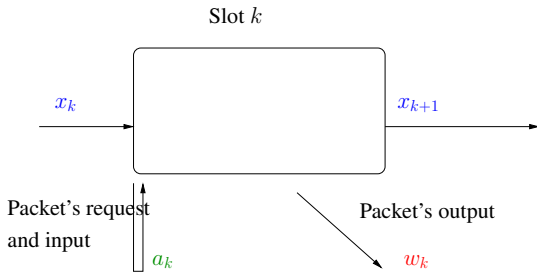 Slot k
x_k
x_{k+1}
Packet's request
and input
a_k
Packet's output
w_k